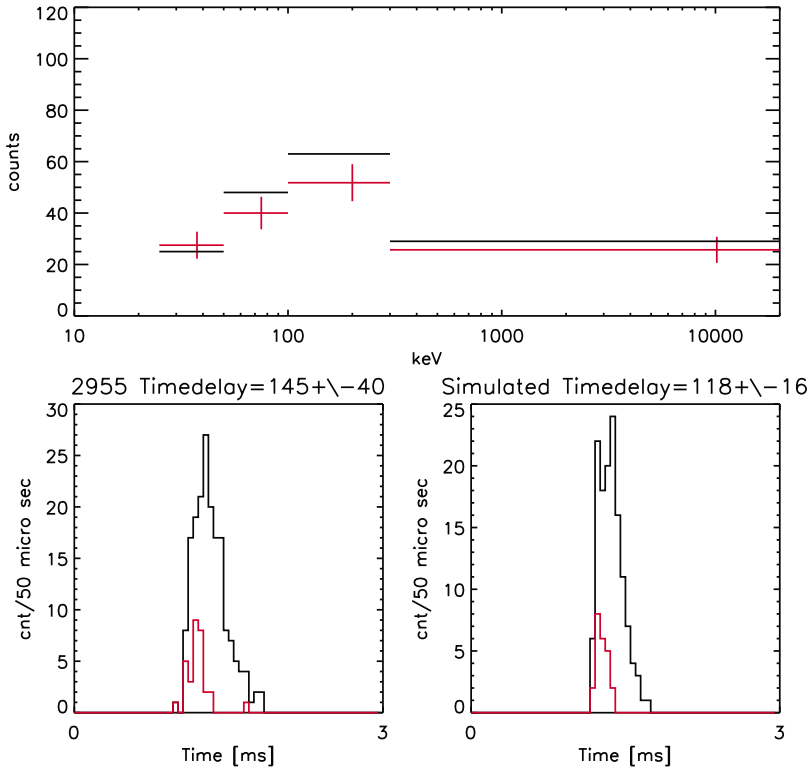 120
100
80
60
40
20
0
counts
10 100 1000 10000
keV
2955 Timedelay=145+\-40
30
25
20
15
10
5
0
cnt/50 micro sec
0 3
Time [ms]
Simulated Timedelay=118+\-16
25
20
15
10
5
0
cnt/50 micro sec
0 3
Time [ms]